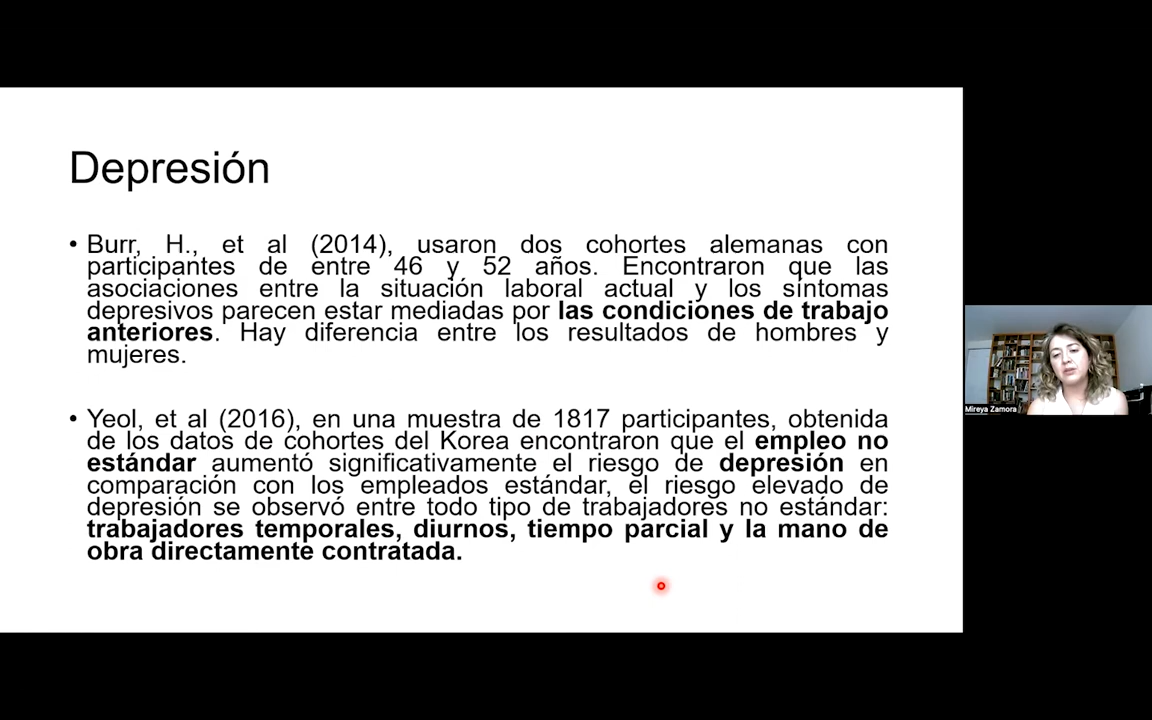 Depresión
• Burr, H., et al (2014), usaron dos cohortes alemanas con
participantes de entre 46 y 52 años. Encontraron que las
asociaciones entre la situación laboral actual y los síntomas
depresivos parecen estar mediadas por las condiciones de trabajo
anteriores. Hay diferencia entre los resultados de hombres y
mujeres.
• Yeol, et al (2016), en una muestra de 1817 participantes, obtenida
de los datos de cohortes del Korea encontraron que el empleo no
estándar aumentó significativamente el riesgo de depresión en
comparación con los empleados estándar, el riesgo elevado de
depresión se observó entre todo tipo de trabajadores no estándar:
trabajadores temporales, diurnos, tiempo parcial y la mano de
obra directamente contratada.
Mireya Zamora